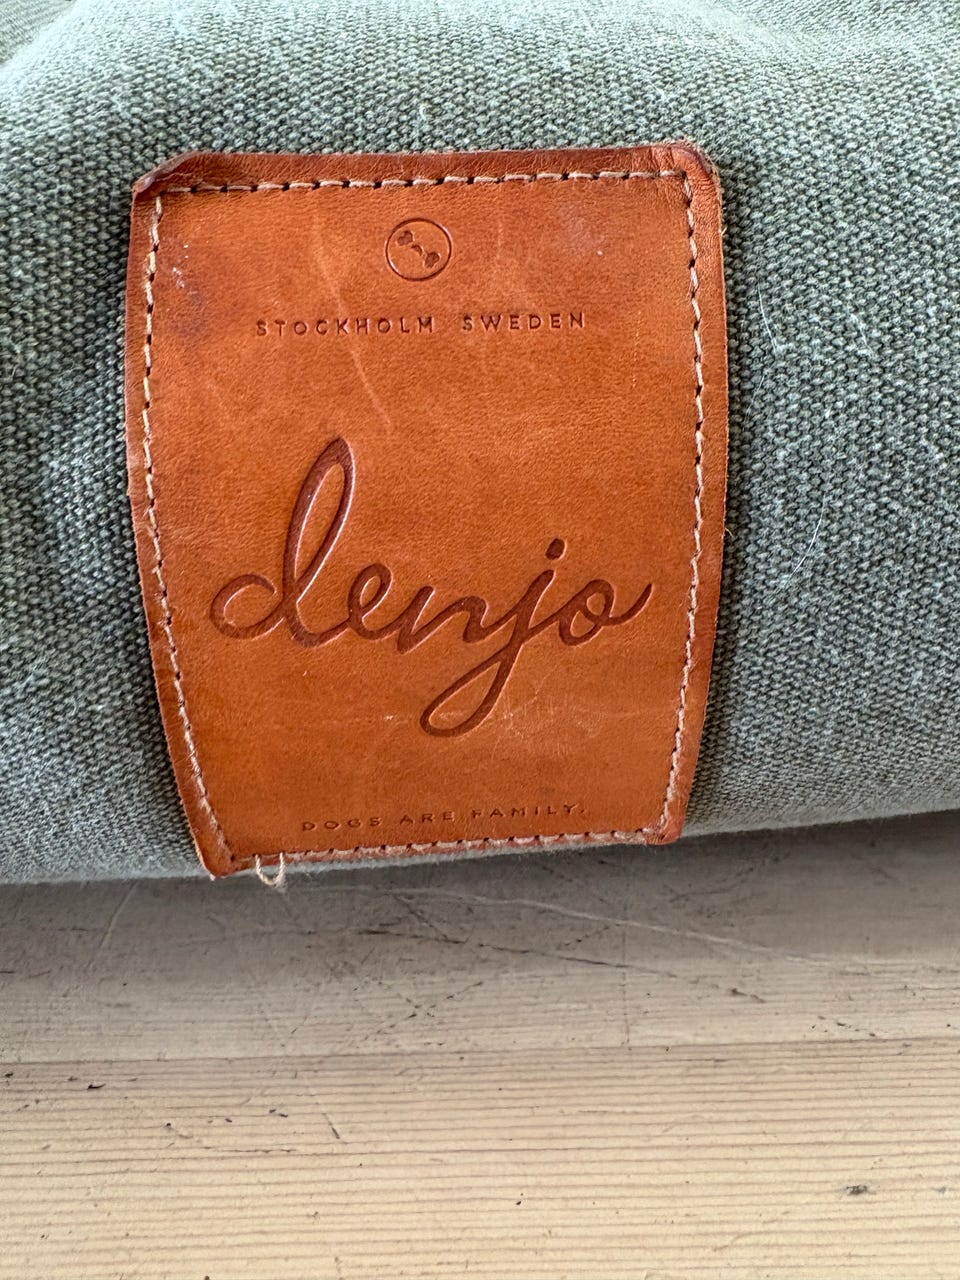 STOCKHOLM SWEDEN
denjo
DOGS ARE FAMILY.